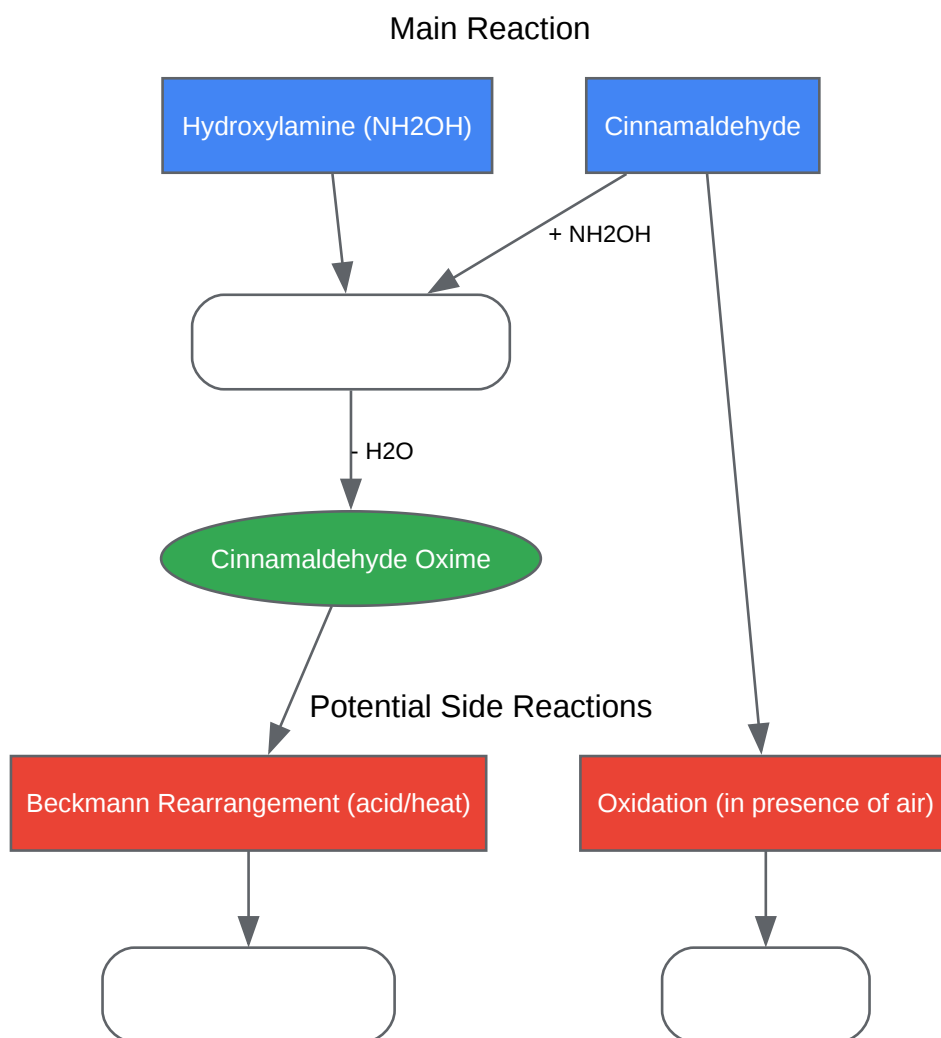 Main Reaction
Hydroxylamine (NH2OH)
Cinnamaldehyde
+ NH2OH
- H2O
Cinnamaldehyde Oxime
Potential Side Reactions
Beckmann Rearrangement (acid/heat)
Oxidation (in presence of air)